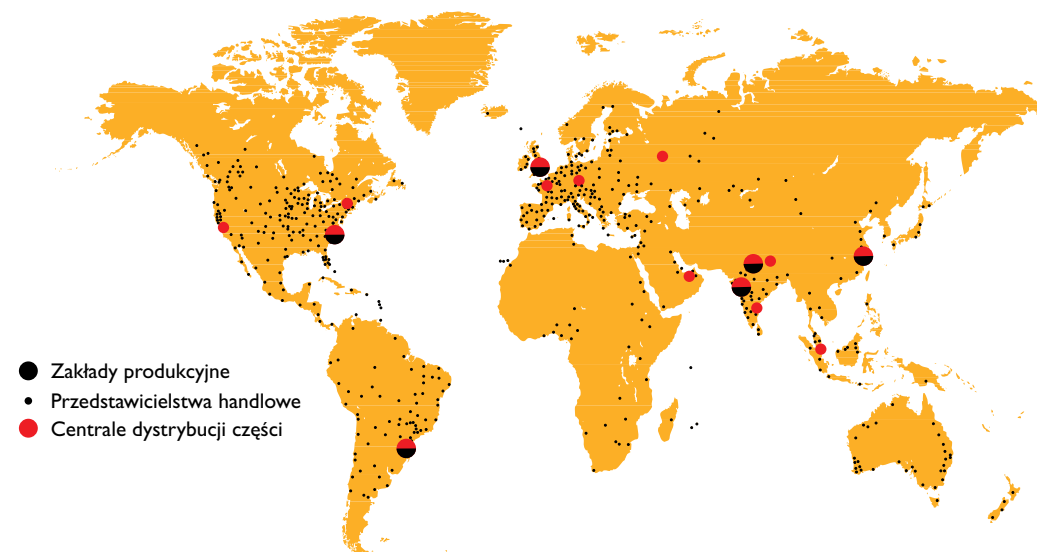 Zakłady produkcyjne
Przedstawicielstwa handlowe
Centrale dystrybucji części